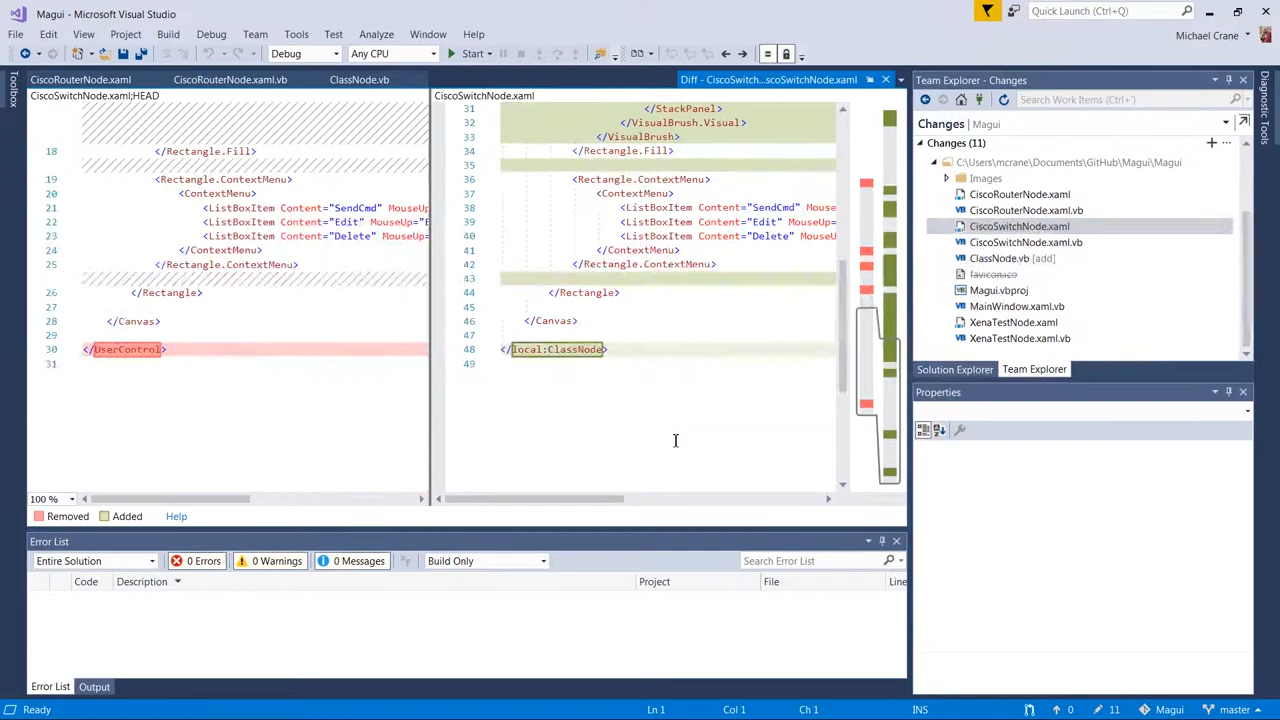 Magui - Microsoft Visual Studio
Quick Launch (Ctrl+Q)
File Edit View Project Build Debug Team Tools Test Analyze Window Help
Michael Crane
Debug Any CPU Start
Toolbox
CiscoRouterNode.xaml CiscoRouterNode.xaml.vb ClassNode.vb Diff - CiscoSwitch...scoSwitchNode.xaml
CiscoSwitchNode.xaml;HEAD
18 </Rectangle.Fill>
19 <Rectangle.ContextMenu>
20 <ContextMenu>
21 <ListBoxItem Content="SendCmd" MouseUp
22 <ListBoxItem Content="Edit" MouseUp="E
23 <ListBoxItem Content="Delete" MouseUp=
24 </ContextMenu>
25 </Rectangle.ContextMenu>
26 </Rectangle>
27
28 </Canvas>
29
30 </UserControl>
31
CiscoSwitchNode.xaml
31 </StackPanel>
32 </VisualBrush.Visual>
33 </VisualBrush>
34 </Rectangle.Fill>
35
36 <Rectangle.ContextMenu>
37 <ContextMenu>
38 <ListBoxItem Content="SendCmd" Mouse
39 <ListBoxItem Content="Edit" MouseUp=
40 <ListBoxItem Content="Delete" MouseU
41 </ContextMenu>
42 </Rectangle.ContextMenu>
43
44 </Rectangle>
45
46 </Canvas>
47
48 </local:ClassNode>
49
100 %
Removed Added Help
Team Explorer - Changes
Search Work Items (Ctrl+')
Changes | Magui
Changes (11)
C:\Users\mcrane\Documents\GitHub\Magui\Magui
Images
CiscoRouterNode.xaml
CiscoRouterNode.xaml.vb
CiscoSwitchNode.xaml
CiscoSwitchNode.xaml.vb
ClassNode.vb [add]
favicon.ico
Magui.vbproj
MainWindow.xaml.vb
XenaTestNode.xaml
XenaTestNode.xaml.vb
Solution Explorer Team Explorer
Properties
Diagnostic Tools
Error List
Entire Solution 0 Errors 0 Warnings 0 Messages Build Only Search Error List
Code Description Project File Line
Error List Output
Ready Ln 1 Col 1 Ch 1 INS 0 11 Magui master